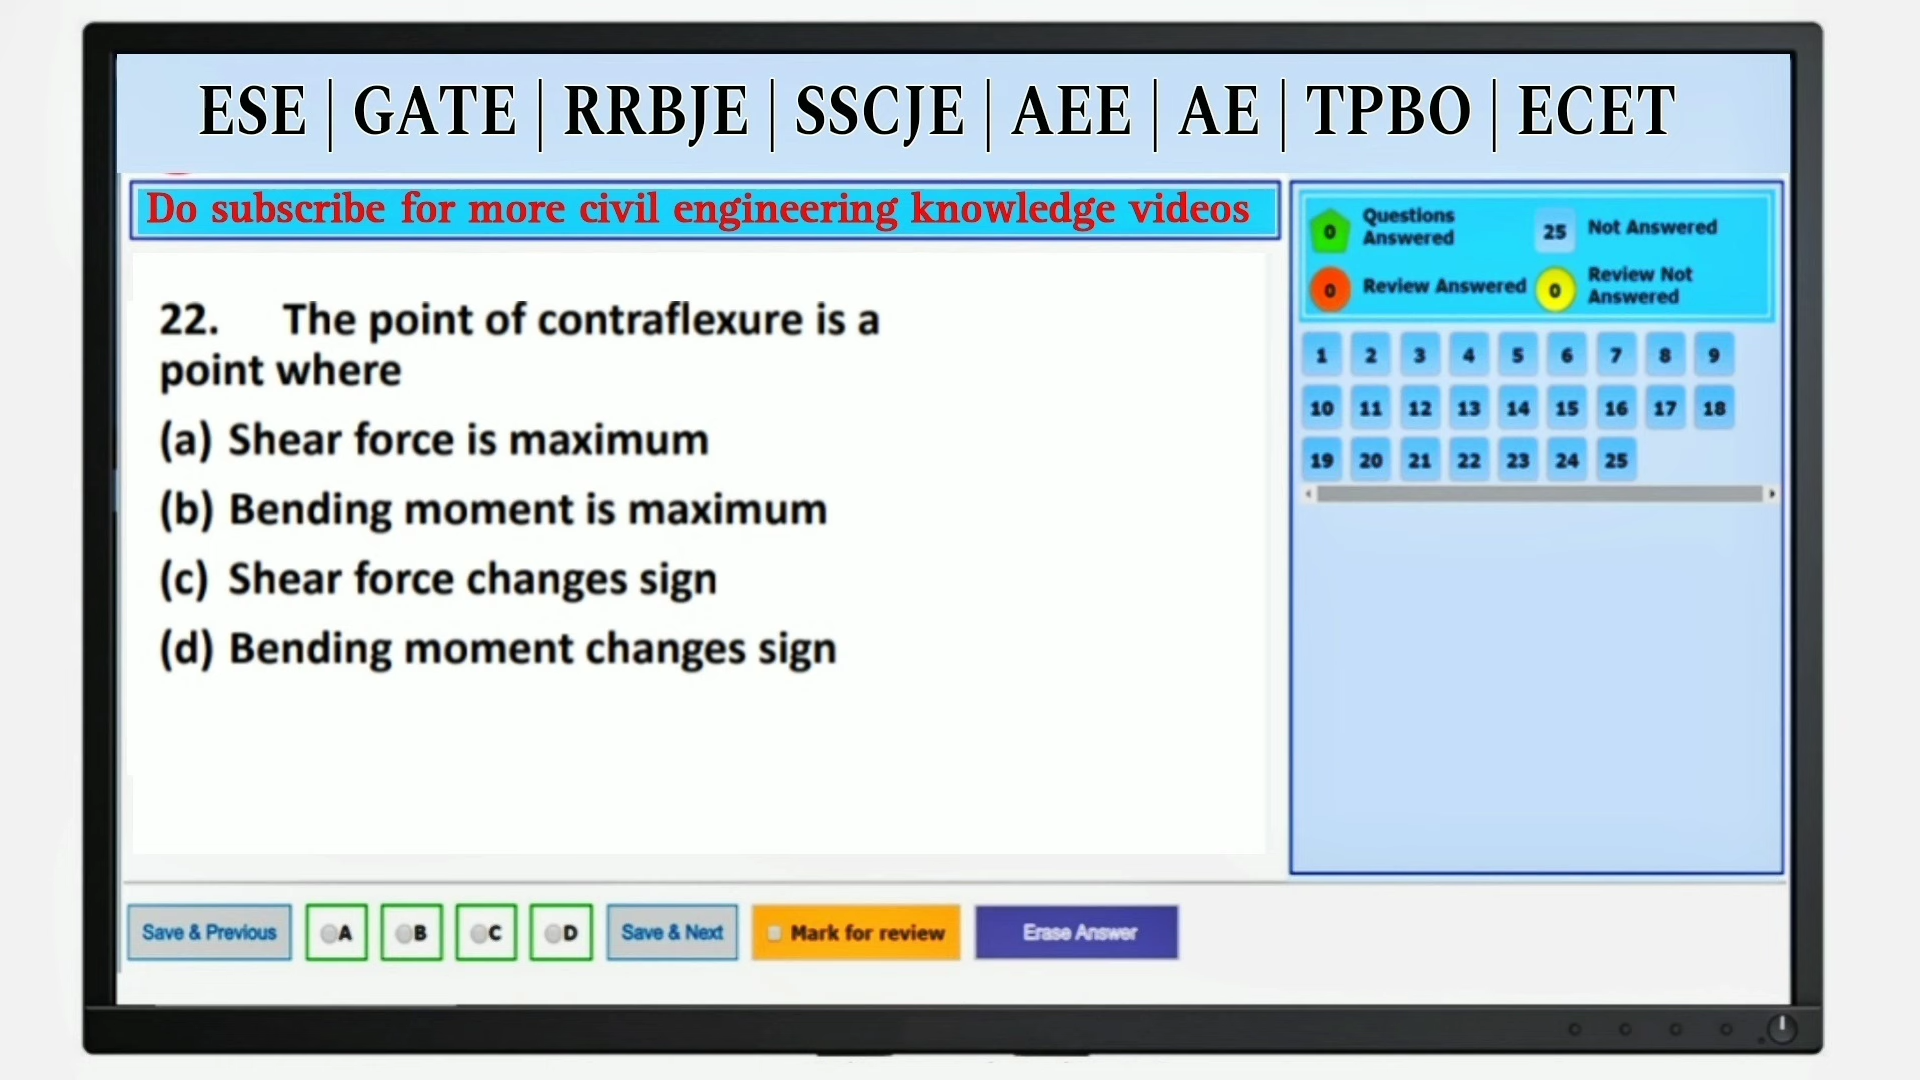 ESE | GATE | RRBJE | SSCJE | AEE | AE | TPBO | ECET
Do subscribe for more civil engineering knowledge videos
22. The point of contraflexure is a
point where
(a) Shear force is maximum
(b) Bending moment is maximum
(c) Shear force changes sign
(d) Bending moment changes sign
0 Questions Answered 25 Not Answered
0 Review Answered 0 Review Not Answered
1 2 3 4 5 6 7 8 9
10 11 12 13 14 15 16 17 18
19 20 21 22 23 24 25
Save & Previous A B C D Save & Next Mark for review Erase Answer